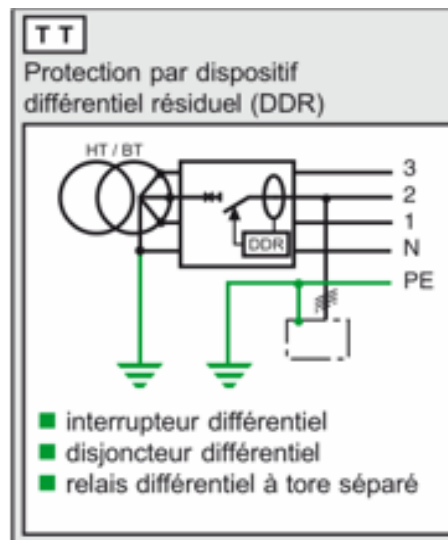 T T
Protection par dispositif
différentiel résiduel (DDR)
HT / BT
3
2
1
DDR
N
PE
interrupteur différentiel
disjoncteur différentiel
relais différentiel à tore séparé